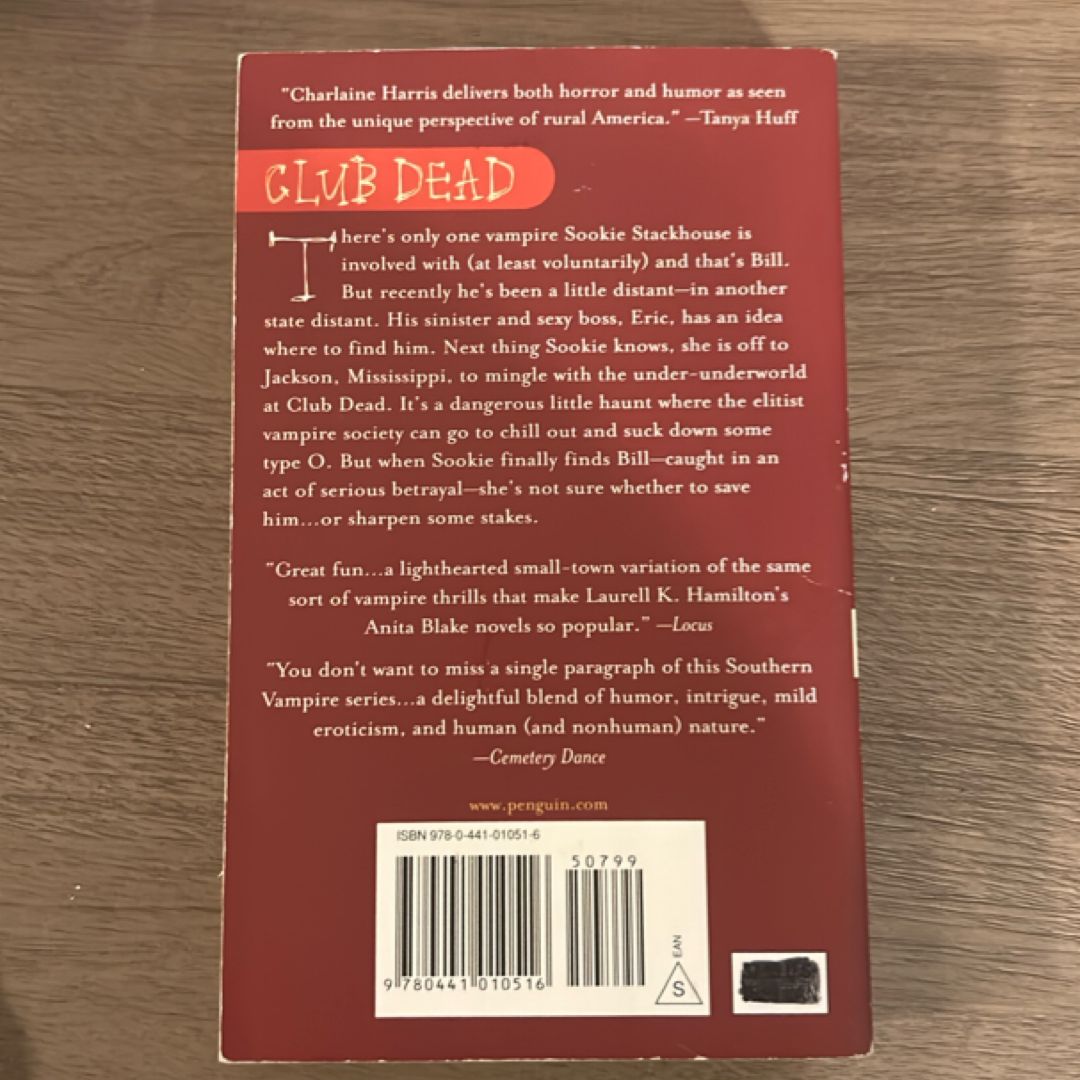 "Charlaine Harris delivers both horror and humor as seen
from the unique perspective of rural America." —Tanya Huff
CLUB DEAD
There's only one vampire Sookie Stackhouse is
involved with (at least voluntarily) and that's Bill.
But recently he's been a little distant—in another
state distant. His sinister and sexy boss, Eric, has an idea
where to find him. Next thing Sookie knows, she is off to
Jackson, Mississippi, to mingle with the under-underworld
at Club Dead. It's a dangerous little haunt where the elitist
vampire society can go to chill out and suck down some
type O. But when Sookie finally finds Bill—caught in an
act of serious betrayal—she's not sure whether to save
him...or sharpen some stakes.
"Great fun...a lighthearted small-town variation of the same
sort of vampire thrills that make Laurell K. Hamilton's
Anita Blake novels so popular." —Locus
"You don't want to miss a single paragraph of this Southern
Vampire series...a delightful blend of humor, intrigue, mild
eroticism, and human (and nonhuman) nature."
—Cemetery Dance
www.penguin.com
ISBN 978-0-441-01051-6
50799
9 780441 010516
EAN
S